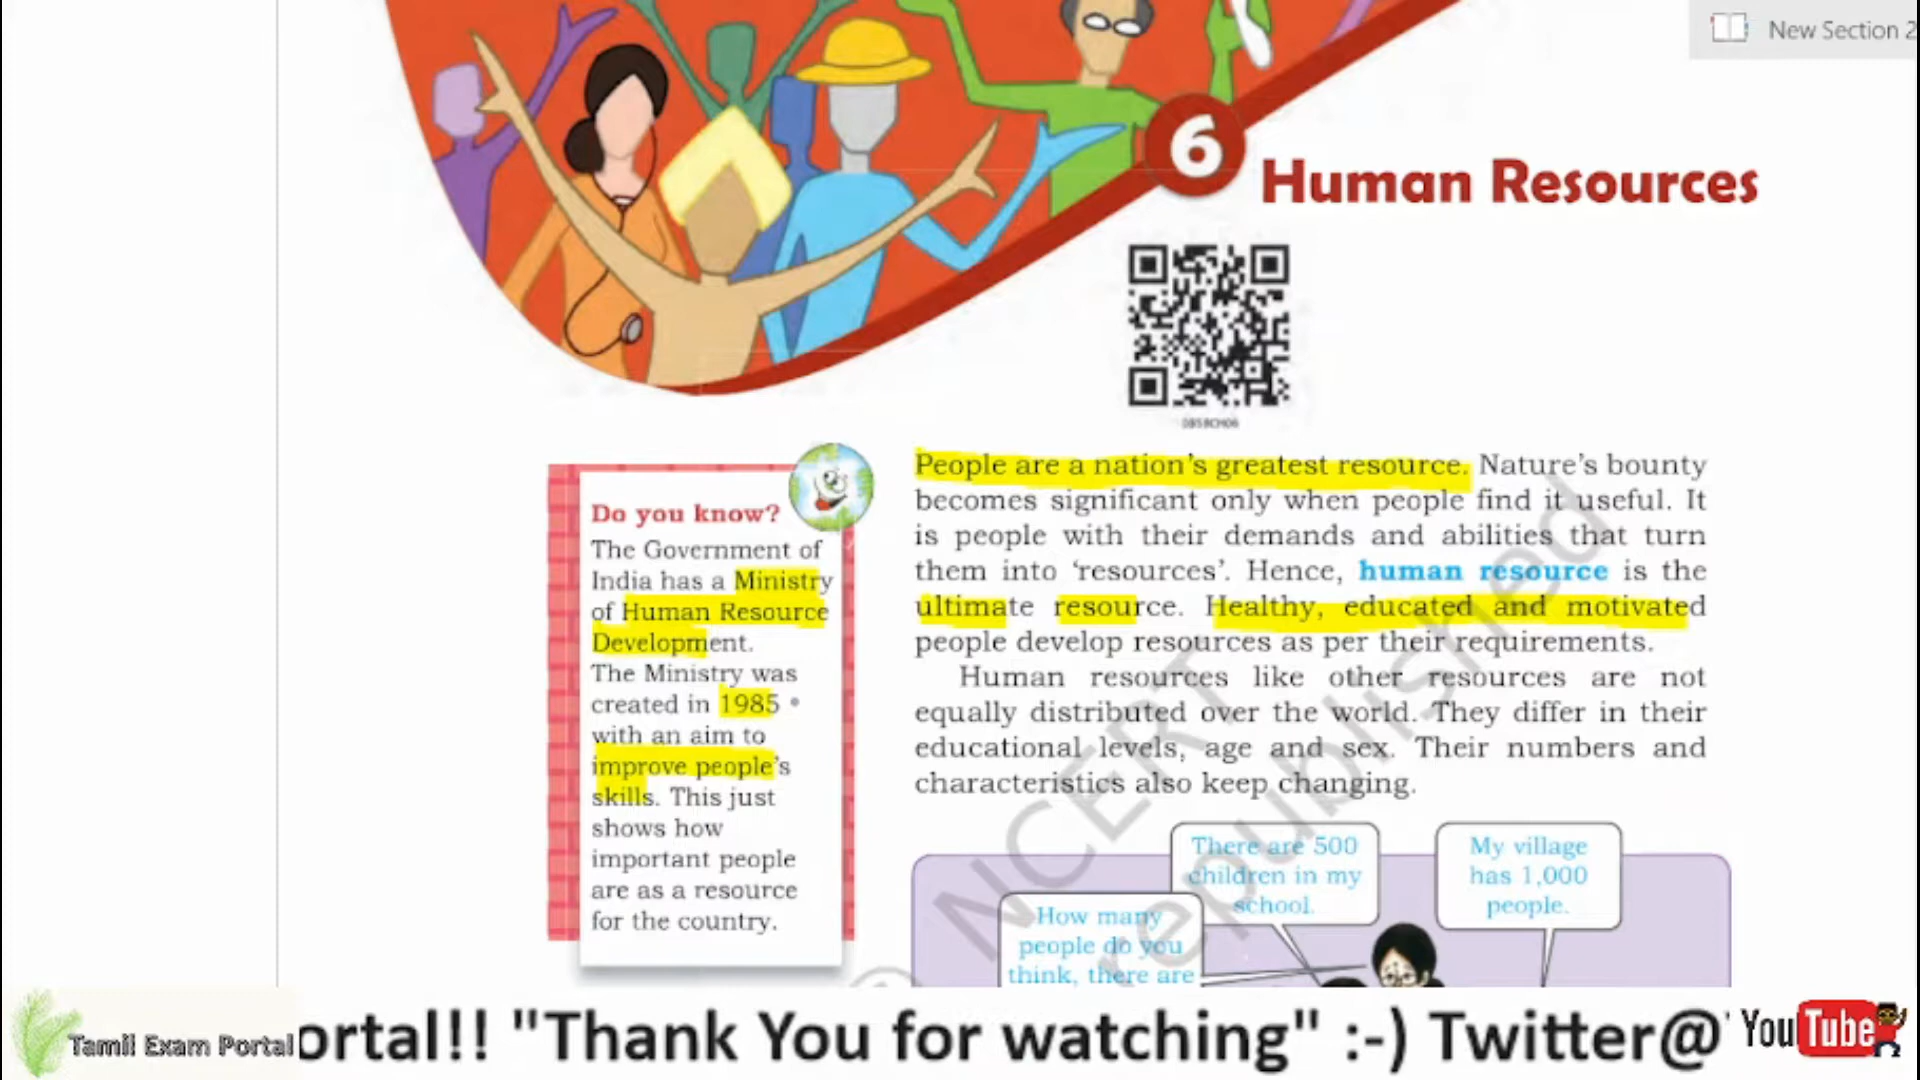 New Section 2
6
Human Resources
0858CH06
People are a nation's greatest resource. Nature's bounty
becomes significant only when people find it useful. It
is people with their demands and abilities that turn
them into 'resources'. Hence, human resource is the
ultimate resource. Healthy, educated and motivated
people develop resources as per their requirements.
Human resources like other resources are not
equally distributed over the world. They differ in their
educational levels, age and sex. Their numbers and
characteristics also keep changing.
Do you know?
The Government of
India has a Ministry
of Human Resource
Development.
The Ministry was
created in 1985
with an aim to
improve people's
skills. This just
shows how
important people
are as a resource
for the country.
There are 500
children in my
school.
My village
has 1,000
people.
How many
people do you
think, there are
© NCERT
republished
Tamil Exam Portal
ortal!! "Thank You for watching" :-) Twitter@
YouTube